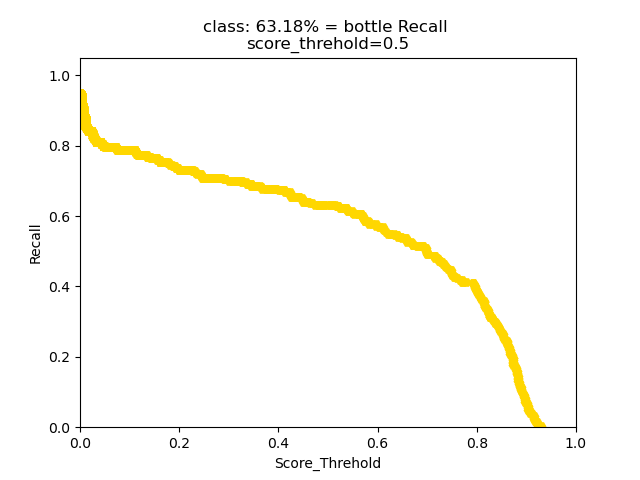 class: 63.18% = bottle Recall
score_threhold=0.5
1.0
0.8
0.6
0.4
0.2
0.0
Recall
0.0 0.2 0.4 0.6 0.8 1.0
Score_Threhold